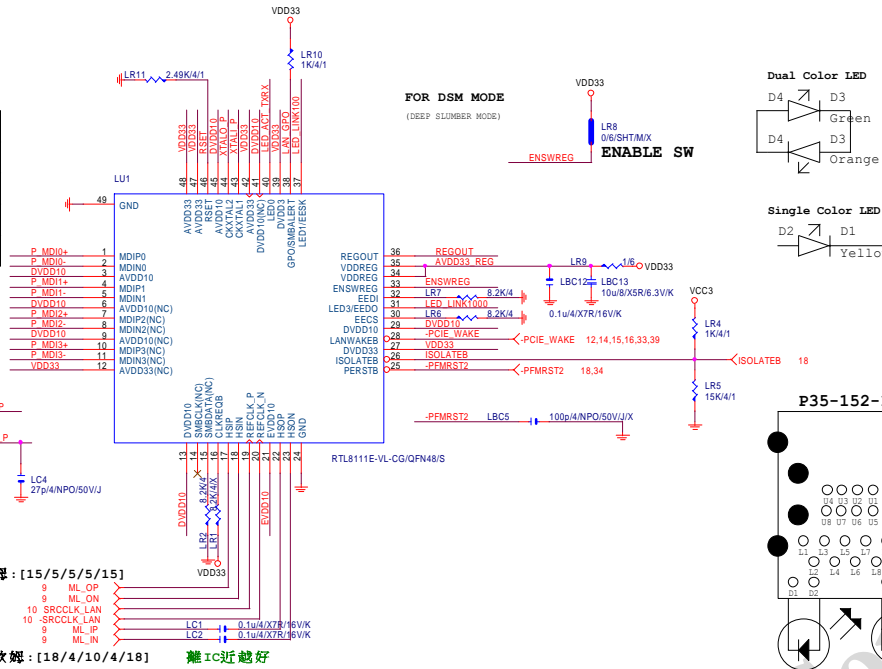 VDD33
LR11
2.49K/4/1
LR10
1K/4/1
VDD33
VDD33
RSET
DVDD10
XTALO_P
XTALI_P
VDD33
DVDD10
LED_ACT_TXRX
VDD33
LAN_GPO
LED_LINK100
48
47
46
45
44
43
42
41
40
39
38
37
LU1
AVDD33
AVDD33
RSET
AVDD10
CKXTAL2
CKXTAL1
AVDD33
DVDD10(NC)
LED0
DVDD3
GPO/SMBALERT
LED1/EESK
49 GND
P_MDI0+ 1 MDIP0
P_MDI0- 2 MDIN0
DVDD10 3 AVDD10
P_MDI1+ 4 MDIP1
P_MDI1- 5 MDIN1
DVDD10 6 AVDD10(NC)
P_MDI2+ 7 MDIP2(NC)
P_MDI2- 8 MDIN2(NC)
DVDD10 9 AVDD10(NC)
P_MDI3+ 10 MDIP3(NC)
P_MDI3- 11 MDIN3(NC)
VDD33 12 AVDD33(NC)
REGOUT 36 REGOUT
VDDREG 35 AVDD33_REG
VDDREG 34
ENSWREG 33 ENSWREG
EEDI 32 LR7 8.2K/4
LED3/EEDO 31 LED_LINK1000
EECS 30 LR6 8.2K/4
DVDD10 29 DVDD10
LANWAKEB 28 -PCIE_WAKE
DVDD33 27 VDD33
ISOLATEB 26 ISOLATEB
PERSTB 25 -PFMRST2
LR9 1/6 VDD33
LBC12
LBC13
10u/8/X5R/6.3V/K
0.1u/4/X7R/16V/K
-PCIE_WAKE 12,14,15,16,33,39
-PFMRST2 18,34
VCC3
LR4
1K/4/1
ISOLATEB 18
LR5
15K/4/1
-PFMRST2 LBC5 100p/4/NPO/50V/J/X
DVDD10
SMBCLK(NC)
SMBDATA(NC)
CLKREQB
HSIP
HSIN
REFCLK_P
REFCLK_N
EVDD10
HSOP
HSON
GND
13
14
15
16
17
18
19
20
21
22
23
24
RTL8111E-VL-CG/QFN48/S
DVDD10
8.2K/4
8.2K/4/X
LR2
LR1
EVDD10
VDD33
P
P
LC4
27p/4/NPO/50V/J
:[15/5/5/5/15]
9 ML_OP
9 ML_ON
10 SRCCLK_LAN
10 -SRCCLK_LAN
9 ML_IP
9 ML_IN
LC1 0.1u/4/X7R/16V/K
LC2 0.1u/4/X7R/16V/K
姆:[18/4/10/4/18]
離IC近越好
FOR DSM MODE
(DEEP SLUMBER MODE)
VDD33
LR8
0/6/SHT/M/X
ENABLE SW
ENSWREG
Dual Color LED
D4 D3
Green
D4 D3
Orange
Single Color LED
D2 D1
Yello
P35-152-
U4 U3 U2 U1
U8 U7 U6 U5
L1 L3 L5 L7
L2 L4 L6 L8
D1 D2